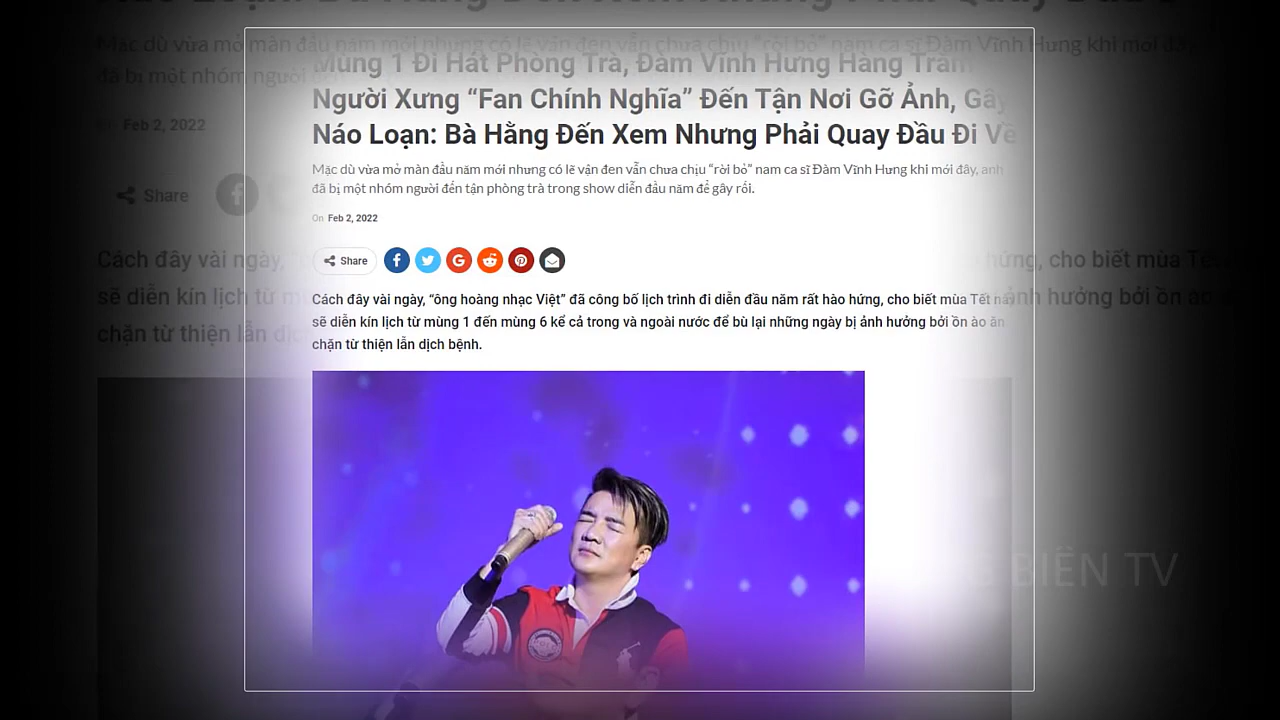 Mùng 1 Đi Hát Phòng Trà, Đàm Vĩnh Hưng Hàng Trăm
Người Xưng “Fan Chính Nghĩa” Đến Tận Nơi Gỡ Ảnh, Gây
Náo Loạn: Bà Hằng Đến Xem Nhưng Phải Quay Đầu Đi Về
Mặc dù vừa mở màn đầu năm mới nhưng có lẽ vận đen vẫn chưa chịu “rời bỏ” nam ca sĩ Đàm Vĩnh Hưng khi mới đây, anh
đã bị một nhóm người đến tận phòng trà trong show diễn đầu năm để gây rối.
On Feb 2, 2022
Share
Cách đây vài ngày, “ông hoàng nhạc Việt” đã công bố lịch trình đi diễn đầu năm rất hào hứng, cho biết mùa Tết
sẽ diễn kín lịch từ mùng 1 đến mùng 6 kể cả trong và ngoài nước để bù lại những ngày bị ảnh hưởng bởi ồn ào ăn
chặn từ thiện lẫn dịch bệnh.
BIÊN TV